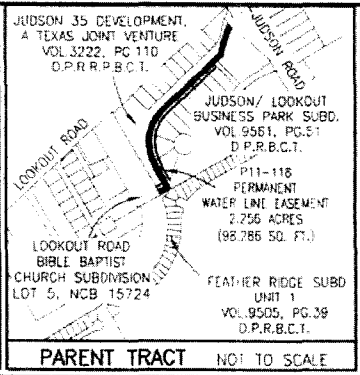 JUDSON 35 DEVELOPMENT,
A TEXAS JOINT VENTURE
VOL.3222, PG 110
D.P.R R.P.B.C.T.
JUDSON ROAD
LOOKOUT ROAD
JUDSON/ LOOKOUT
BUSINESS PARK SUBD.
VOL.9561, PG.51
D.P.R.B.C.T.
P11-116
PERMANENT
WATER LINE EASEMENT
2.256 ACRES
(98,286 SQ. FT.)
LOOKOUT ROAD
BIBLE BAPTIST
CHURCH SUBDIVISION
LOT 5, NCB 15724
FEATHER RIDGE SUBD
UNIT 1
VOL.9505, PG.39
D.P.R.B.C.T.
PARENT TRACT NOT TO SCALE